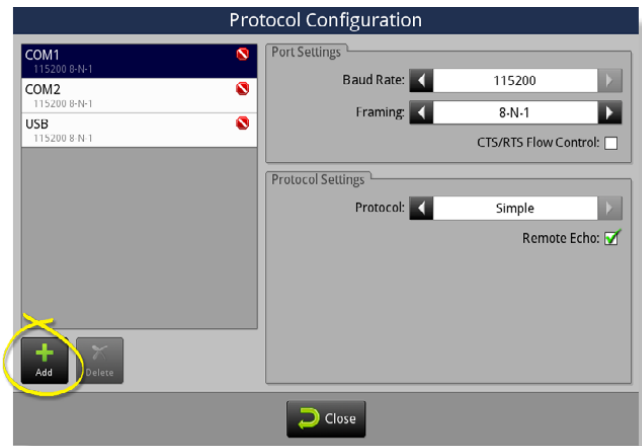 Protocol Configuration
COM1
115200 8-N-1
COM2
115200 8-N-1
USB
115200 8-N-1
Add
Delete
Port Settings
Baud Rate: 115200
Framing: 8-N-1
CTS/RTS Flow Control:
Protocol Settings
Protocol: Simple
Remote Echo:
Close